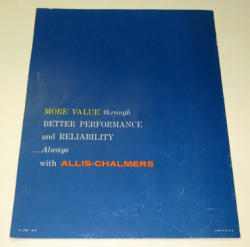 MORE VALUE through
BETTER PERFORMANCE
and RELIABILITY
...Always
with ALLIS-CHALMERS